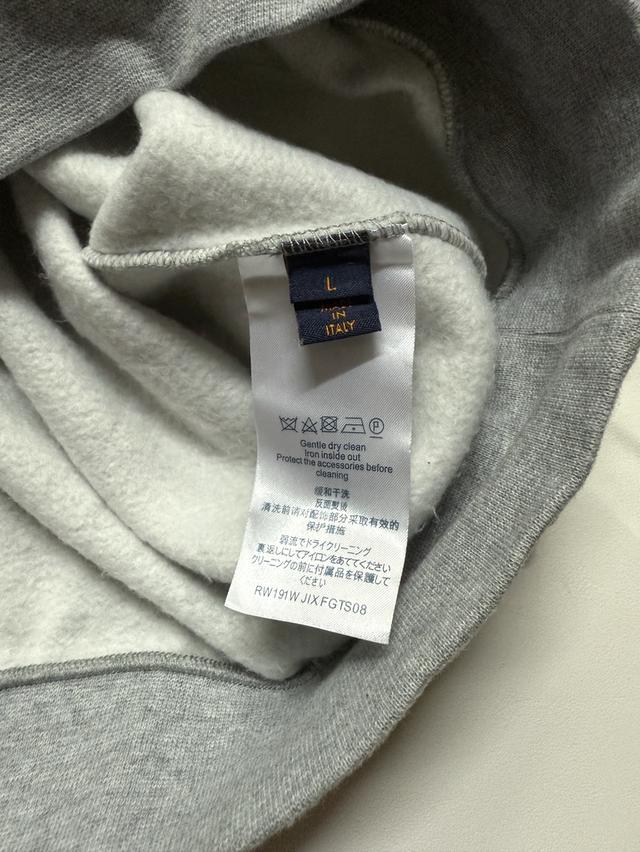 L
MADE
IN
ITALY
P
Gentle dry clean
Iron inside out
Protect the accessories before
cleaning
缓和干洗
反面熨烫
清洗前请对配饰部分采取有效的
保护措施
弱流でドライクリーニング
裏返しにしてアイロンをあててください
クリーニングの前に付属品を保護して
ください
RW191W JIXFGTS08